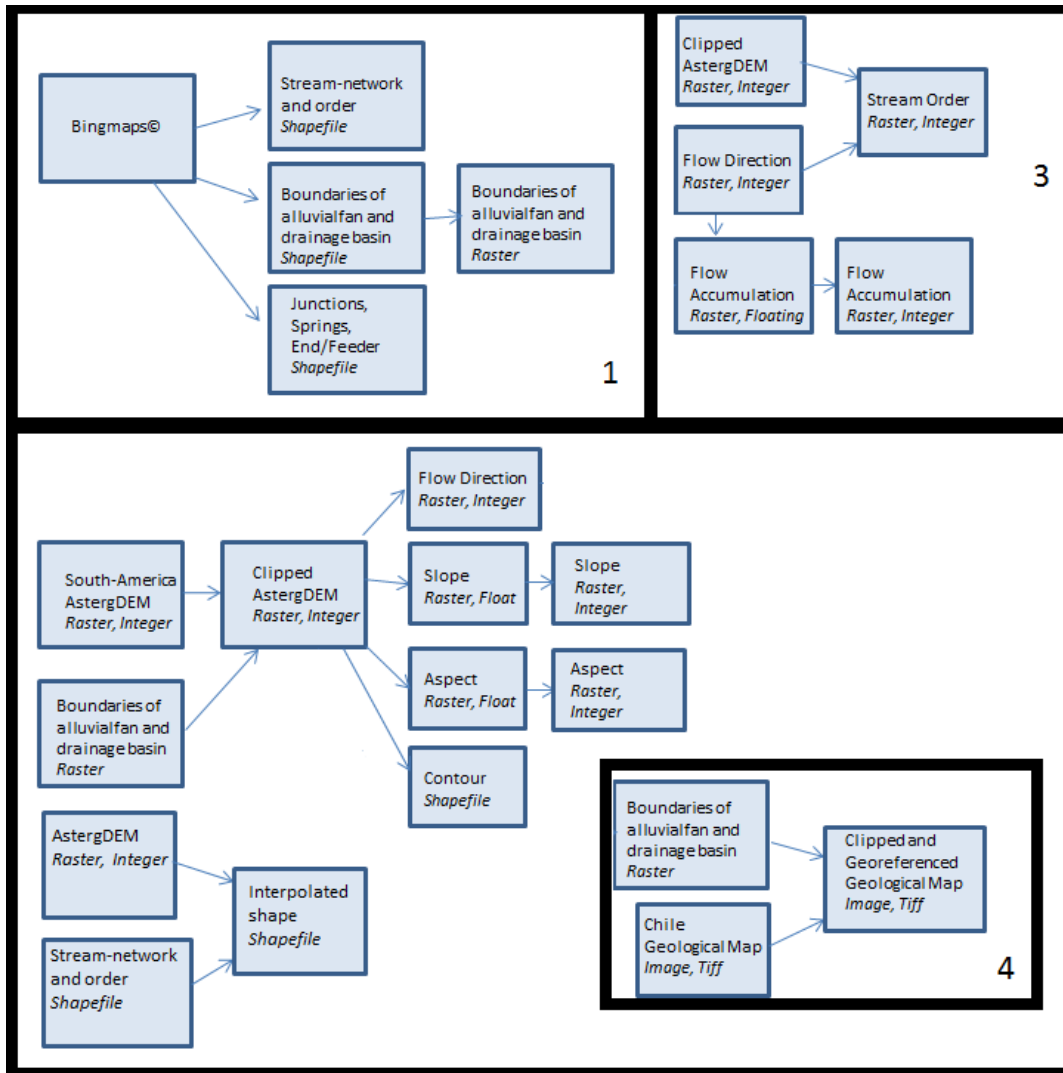 Bingmaps©
Stream-network
and order
Shapefile
Boundaries of
alluvialfan and
drainage basin
Shapefile
Boundaries of
alluvialfan and
drainage basin
Raster
Junctions,
Springs,
End/Feeder
Shapefile
1
Clipped
AstergDEM
Raster, Integer
Stream Order
Raster, Integer
Flow Direction
Raster, Integer
Flow
Accumulation
Raster, Floating
Flow
Accumulation
Raster, Integer
3
South-America
AstergDEM
Raster, Integer
Boundaries of
alluvialfan and
drainage basin
Raster
Clipped
AstergDEM
Raster, Integer
Flow Direction
Raster, Integer
Slope
Raster, Float
Slope
Raster,
Integer
Aspect
Raster, Float
Aspect
Raster,
Integer
Contour
Shapefile
AstergDEM
Raster, Integer
Stream-network
and order
Shapefile
Interpolated
shape
Shapefile
Boundaries of
alluvialfan and
drainage basin
Raster
Chile
Geological Map
Image, Tiff
Clipped and
Georeferenced
Geological Map
Image, Tiff
4